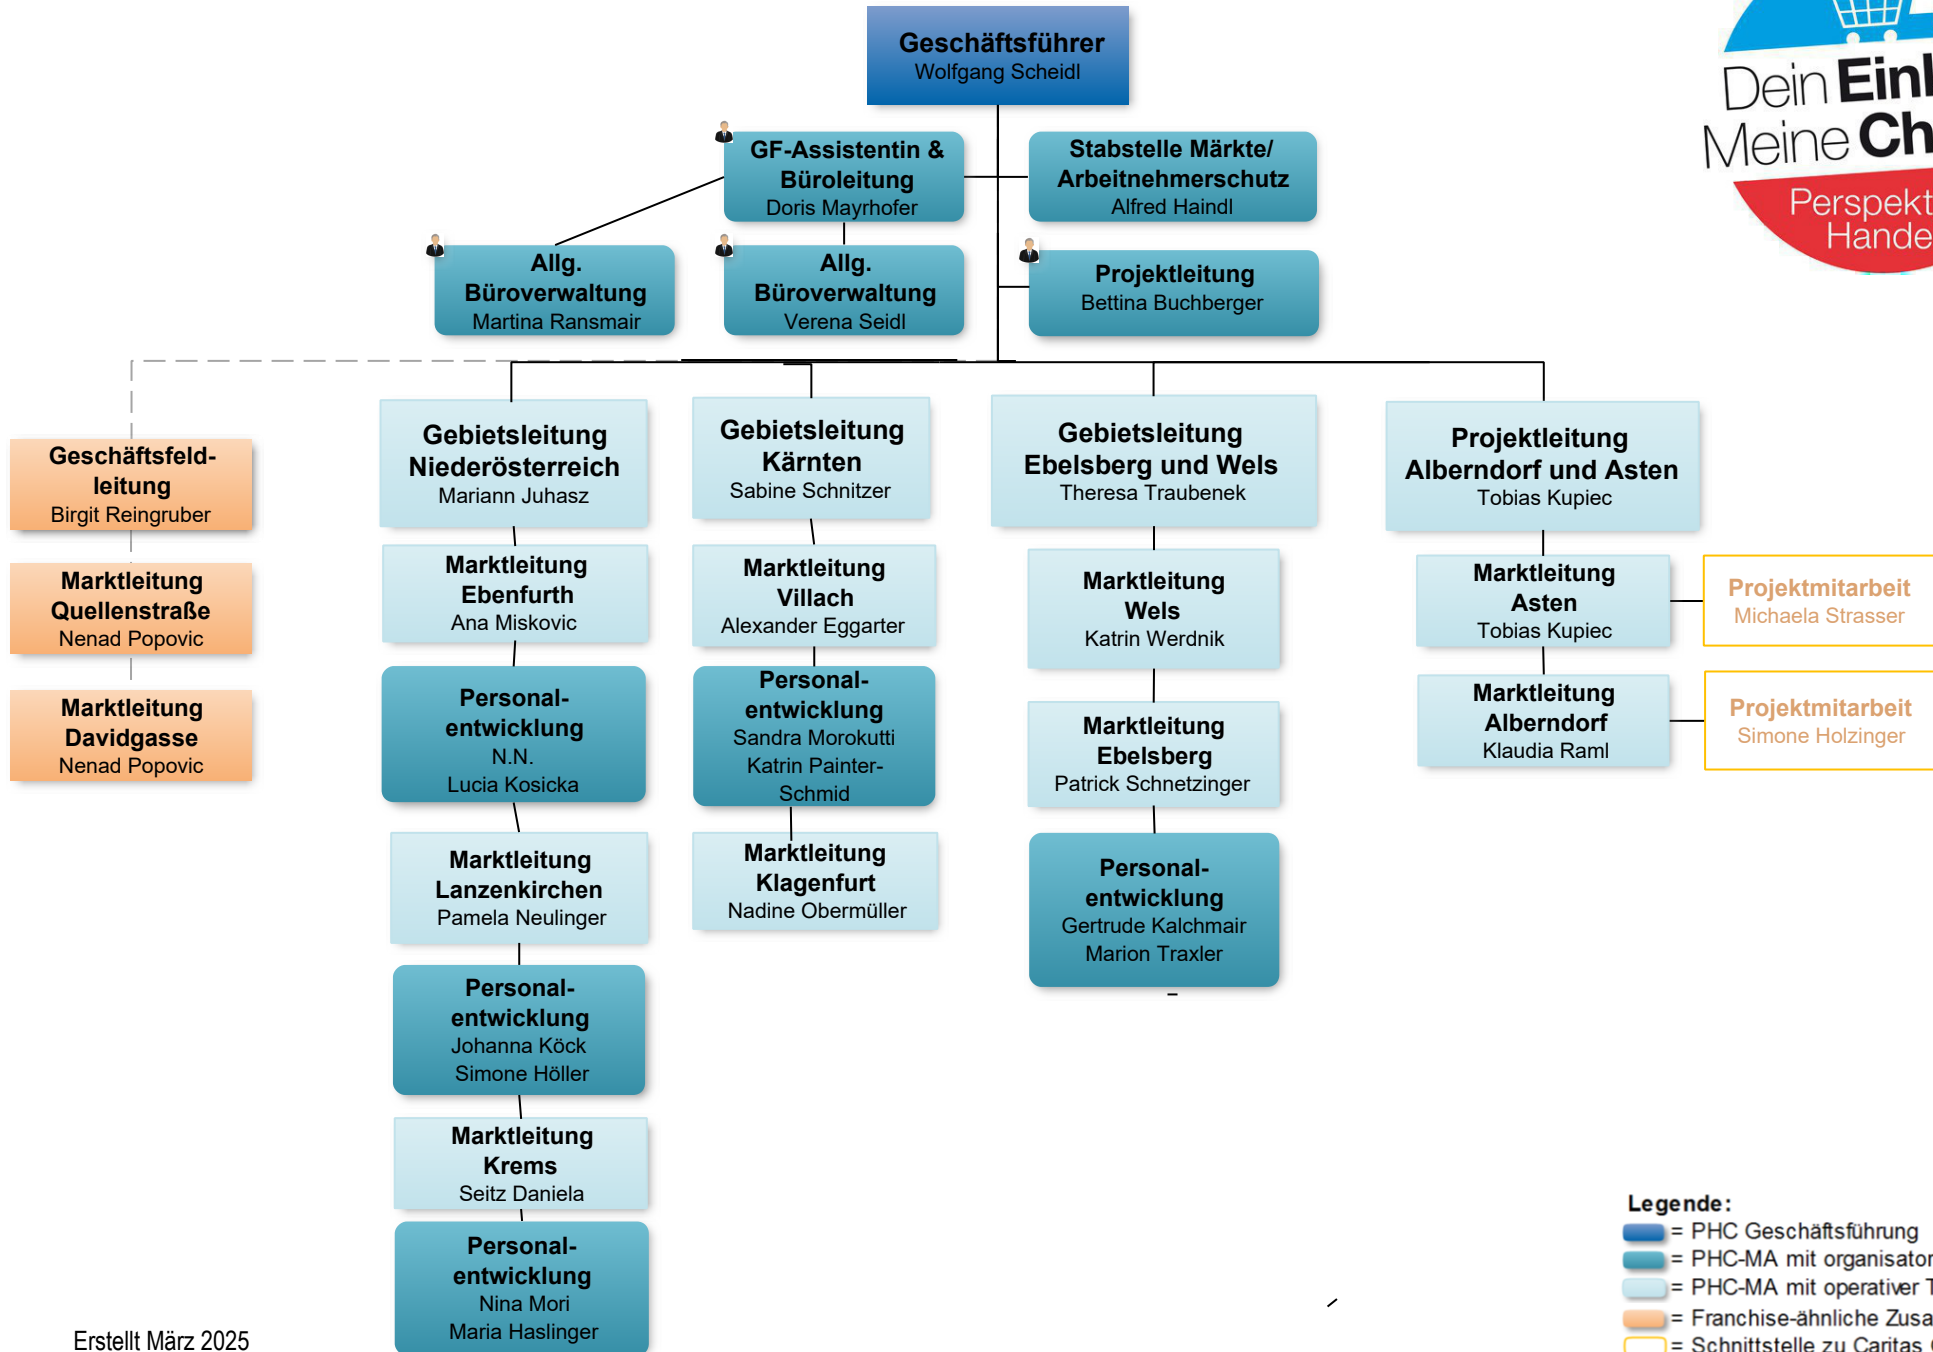 Geschäftsführer
Wolfgang Scheidl
Dein
Meine
GF-Assistentin &
Büroleitung
Doris Mayrhofer
Stabstelle Märkte/
Arbeitnehmerschutz
Alfred Haindl
Allg.
Büroverwaltung
Martina Ransmair
Allg.
Büroverwaltung
Verena Seidl
Projektleitung
Bettina Buchberger
Geschäftsfeld-
leitung
Birgit Reingruber
Marktleitung
Quellenstraße
Nenad Popovic
Marktleitung
Davidgasse
Nenad Popovic
Gebietsleitung
Niederösterreich
Mariann Juhasz
Marktleitung
Ebenfurth
Ana Miskovic
Personal-
entwicklung
N.N.
Lucia Kosicka
Marktleitung
Lanzenkirchen
Pamela Neulinger
Personal-
entwicklung
Johanna Köck
Simone Höller
Marktleitung
Krems
Seitz Daniela
Personal-
entwicklung
Nina Mori
Maria Haslinger
Gebietsleitung
Kärnten
Sabine Schnitzer
Marktleitung
Villach
Alexander Eggarter
Personal-
entwicklung
Sandra Morokutti
Katrin Painter-
Schmid
Marktleitung
Klagenfurt
Nadine Obermüller
Gebietsleitung
Ebelsberg und Wels
Theresa Traubenek
Marktleitung
Wels
Katrin Werdnik
Marktleitung
Ebelsberg
Patrick Schnetzinger
Personal-
entwicklung
Gertrude Kalchmair
Marion Traxler
Projektleitung
Alberndorf und Asten
Tobias Kupiec
Marktleitung
Asten
Tobias Kupiec
Projektmitarbeit
Michaela Strasser
Marktleitung
Alberndorf
Klaudia Raml
Projektmitarbeit
Simone Holzinger
Legende:
= PHC Geschäftsführung
= PHC-MA mit
= PHC-MA mit operativer
= Franchise-ähnliche
= Schnittstelle zu Caritas
Erstellt März 2025